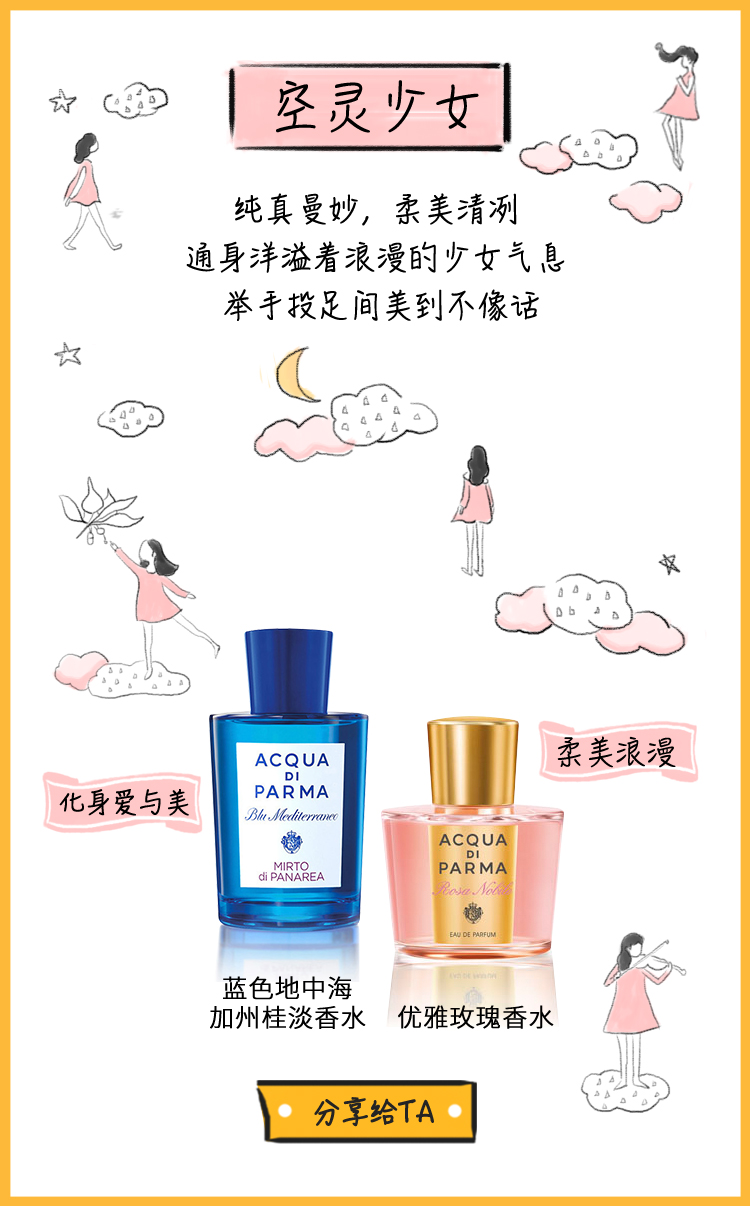 空灵少女
纯真曼妙，柔美清冽
通身洋溢着浪漫的少女气息
举手投足间美到不像话
柔美浪漫
化身爱与美
ACQUA
DI
PARMA
Blu Mediterraneo
MIRTO
di PANAREA
ACQUA
DI
PARMA
Rosa Nobile
EAU DE PARFUM
蓝色地中海
加州桂淡香水
优雅玫瑰香水
分享给TA